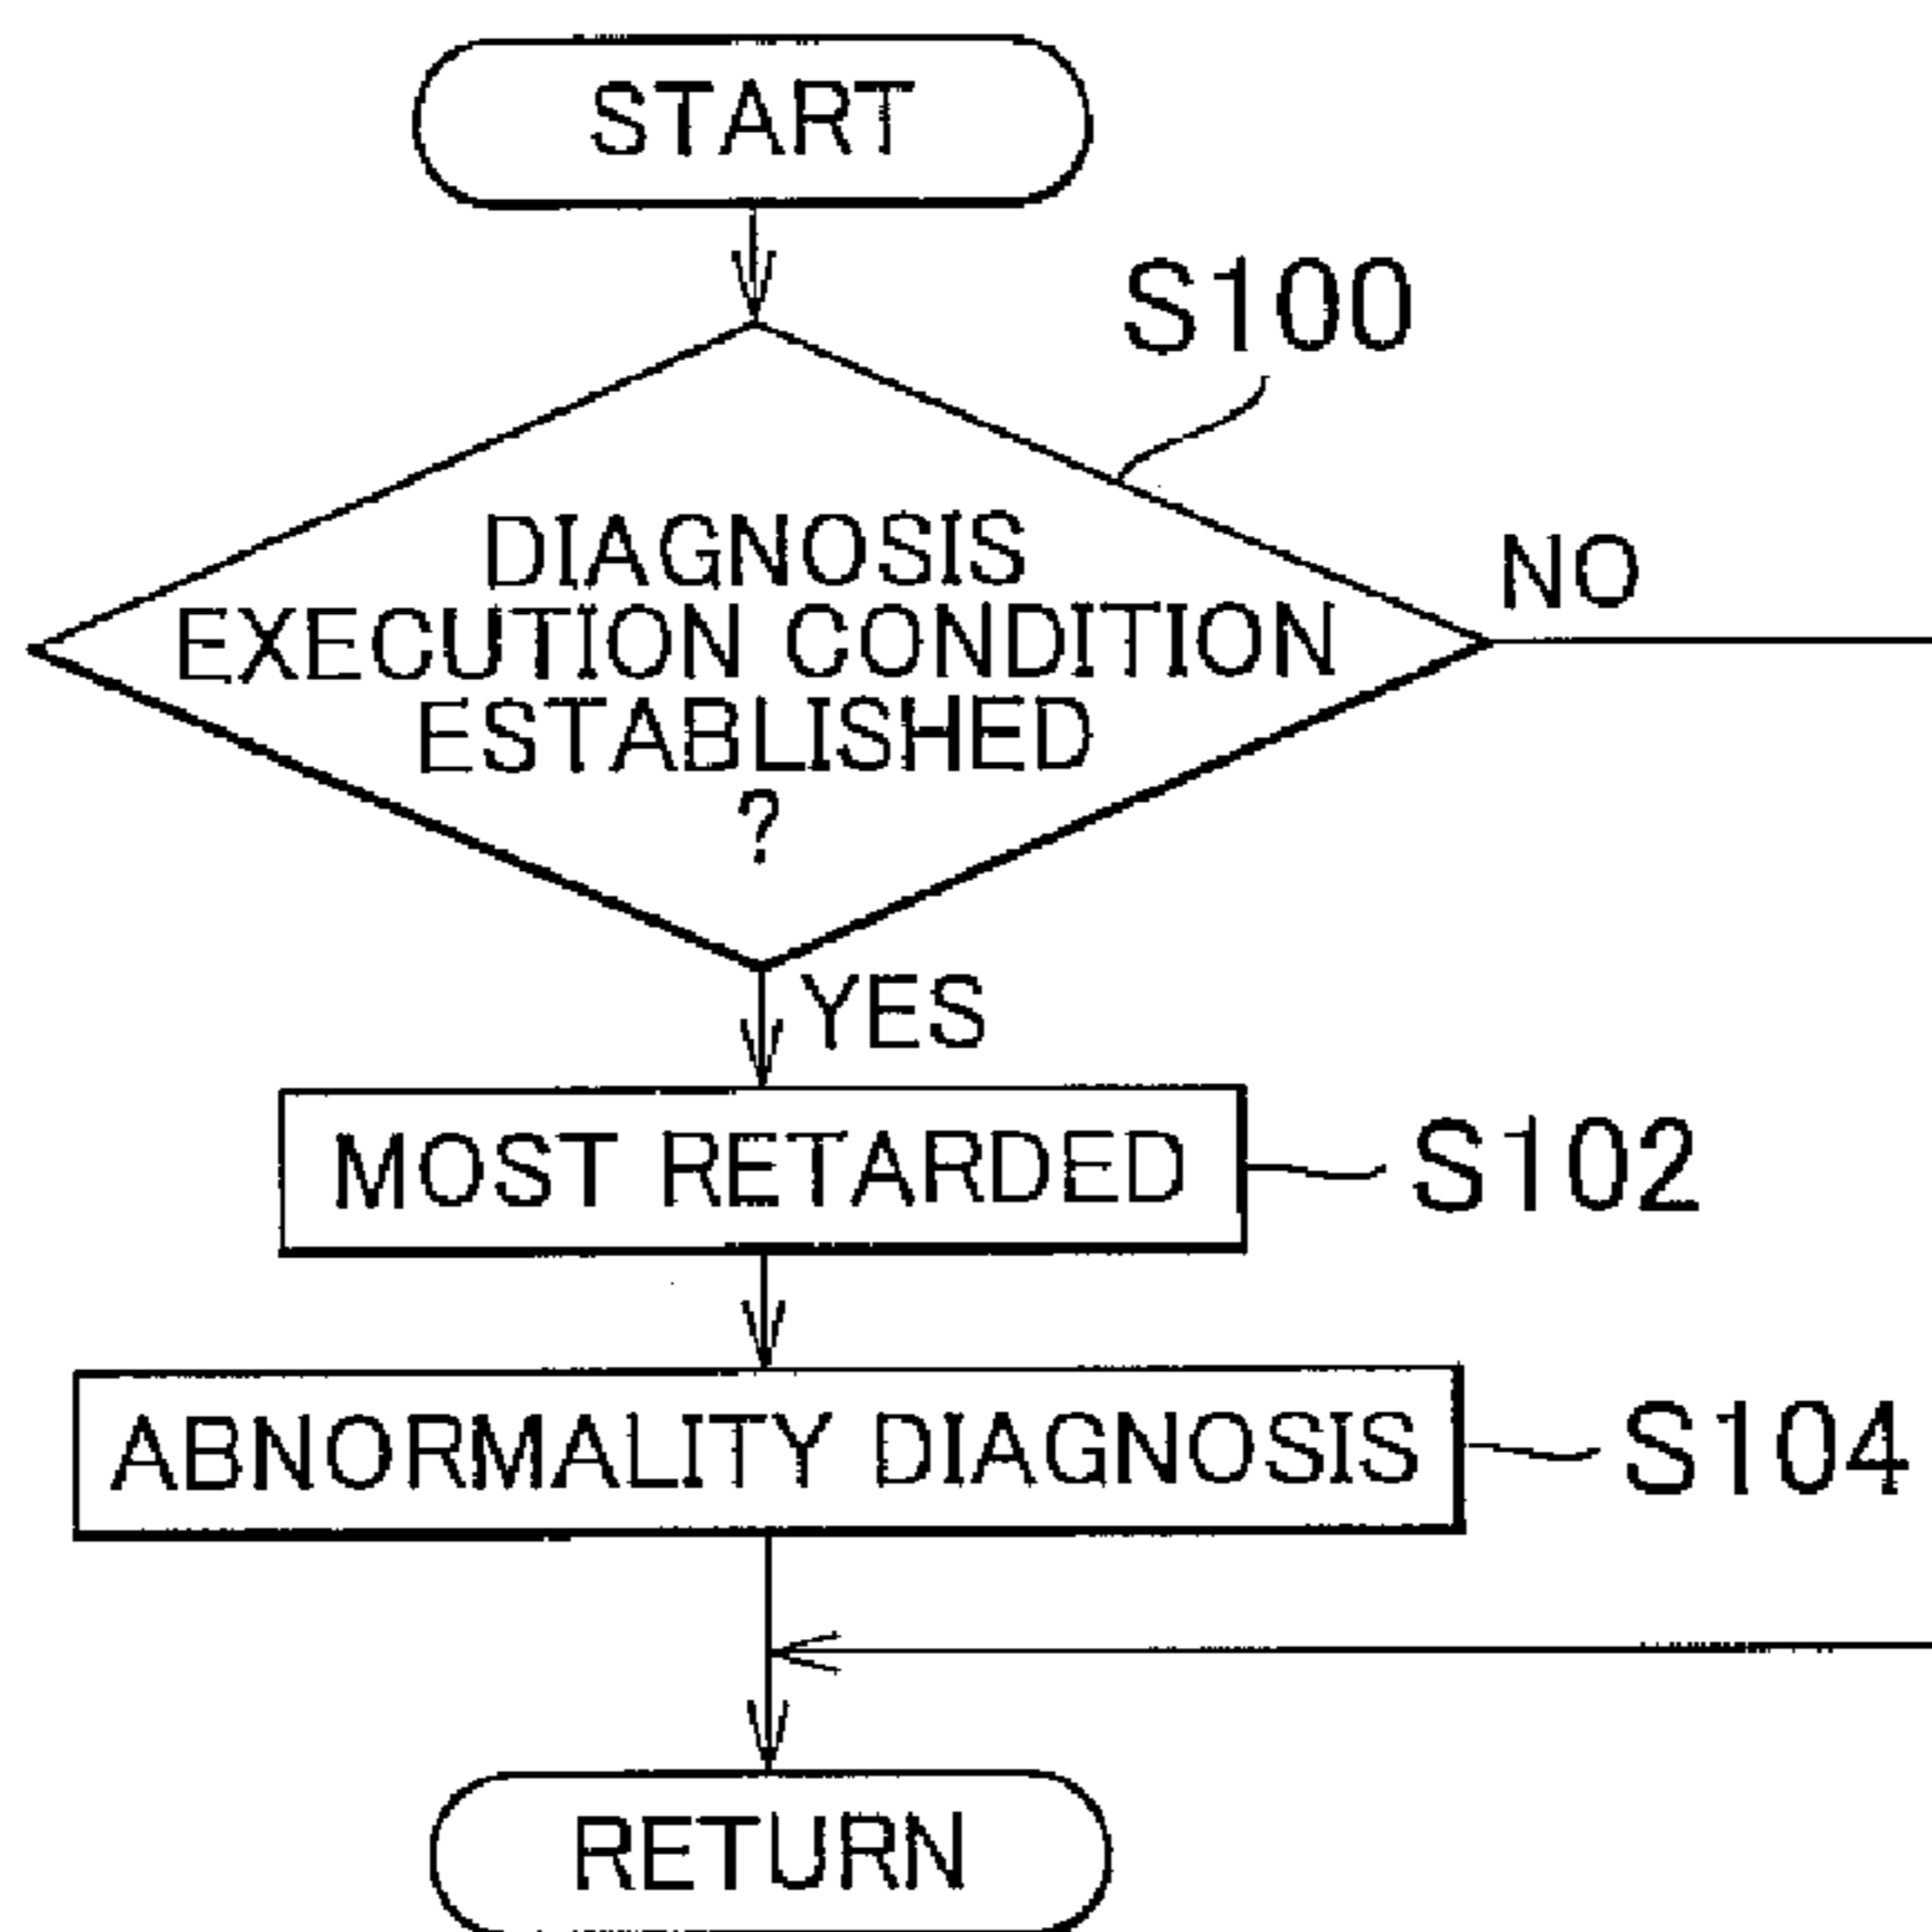 START
S100
DIAGNOSIS
EXECUTION CONDITION
ESTABLISHED
?
NO
YES
MOST RETARDED
S102
ABNORMALITY DIAGNOSIS
S104
RETURN